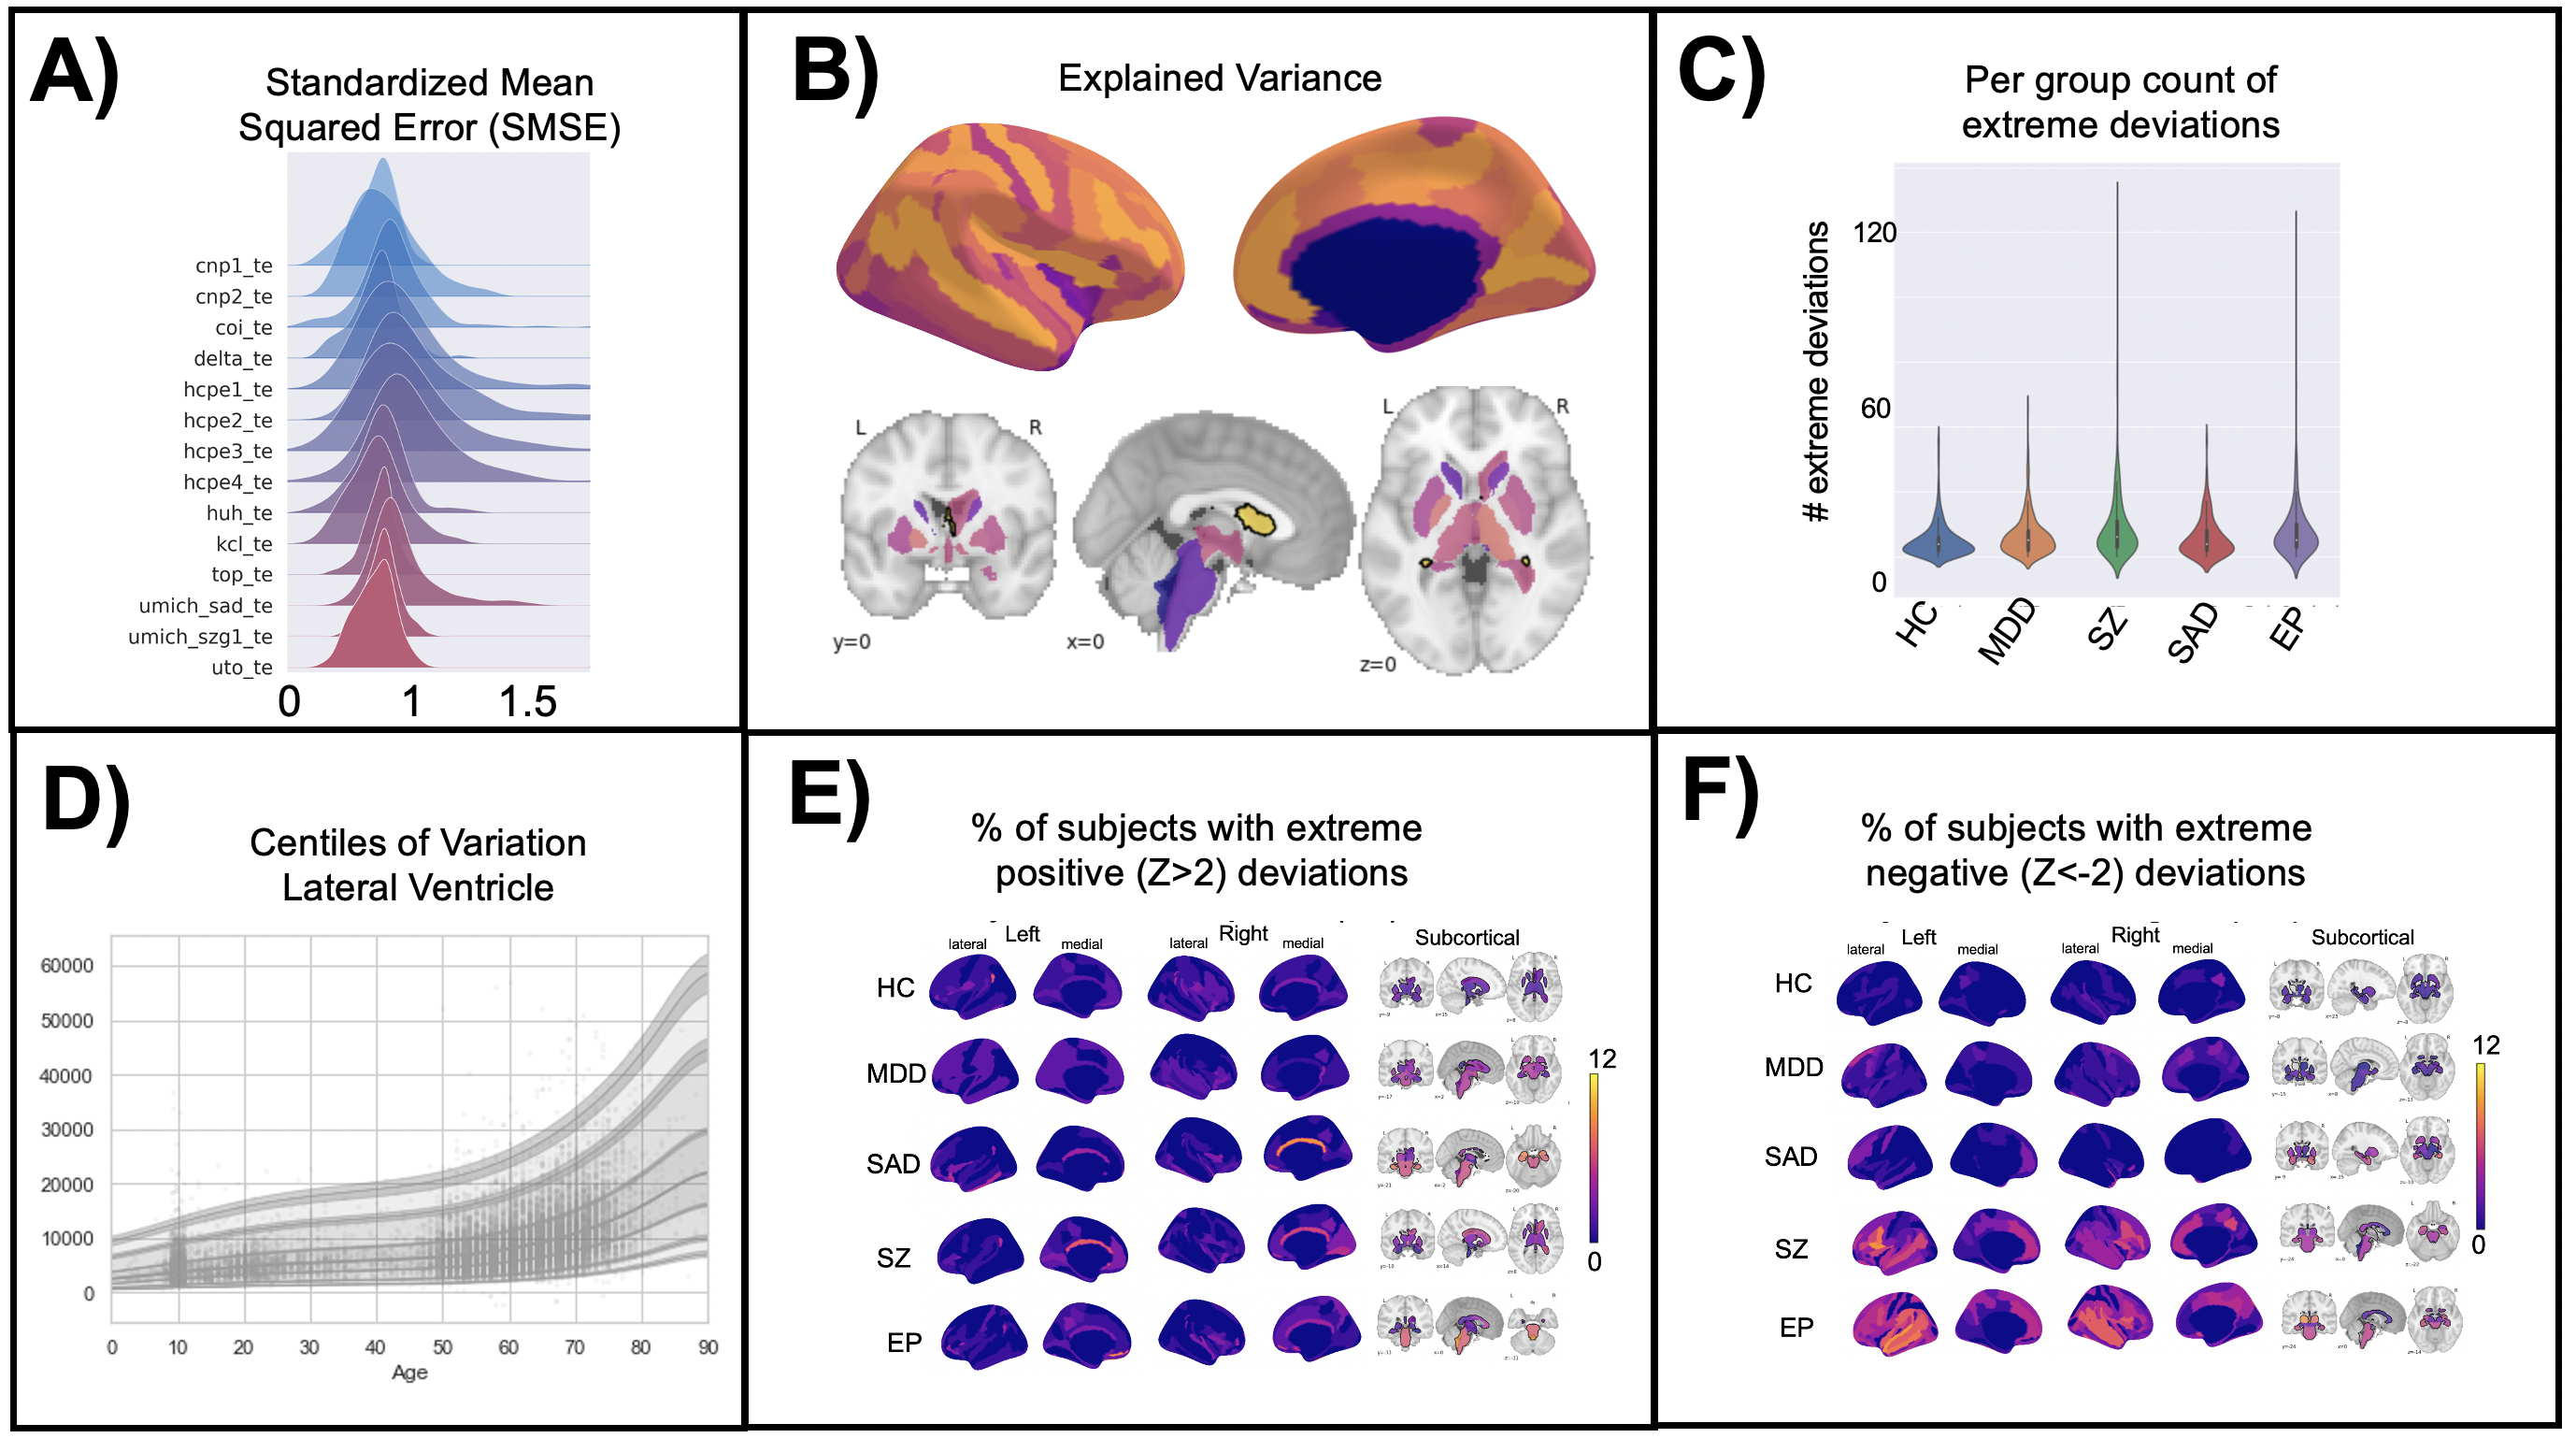 A)
Standardized Mean
Squared Error (SMSE)
cnp1_te
cnp2_te
coi_te
delta_te
hcpe1_te
hcpe2_te
hcpe3_te
hcpe4_te
huh_te
kcl_te
top_te
umich_sad_te
umich_szg1_te
uto_te
0 1 1.5
B)
Explained Variance
L R
L R
y=0
x=0
z=0
C)
Per group count of
extreme deviations
# extreme deviations
120
60
0
HC MDD SZ SAD EP
D)
Centiles of Variation
Lateral Ventricle
60000
50000
40000
30000
20000
10000
0
0 10 20 30 40 50 60 70 80 90
Age
E)
% of subjects with extreme
positive (Z>2) deviations
Left Right Subcortical
lateral medial lateral medial
HC
MDD
SAD
SZ
EP
12
0
F)
% of subjects with extreme
negative (Z<-2) deviations
Left Right Subcortical
lateral medial lateral medial
HC
MDD
SAD
SZ
EP
12
0